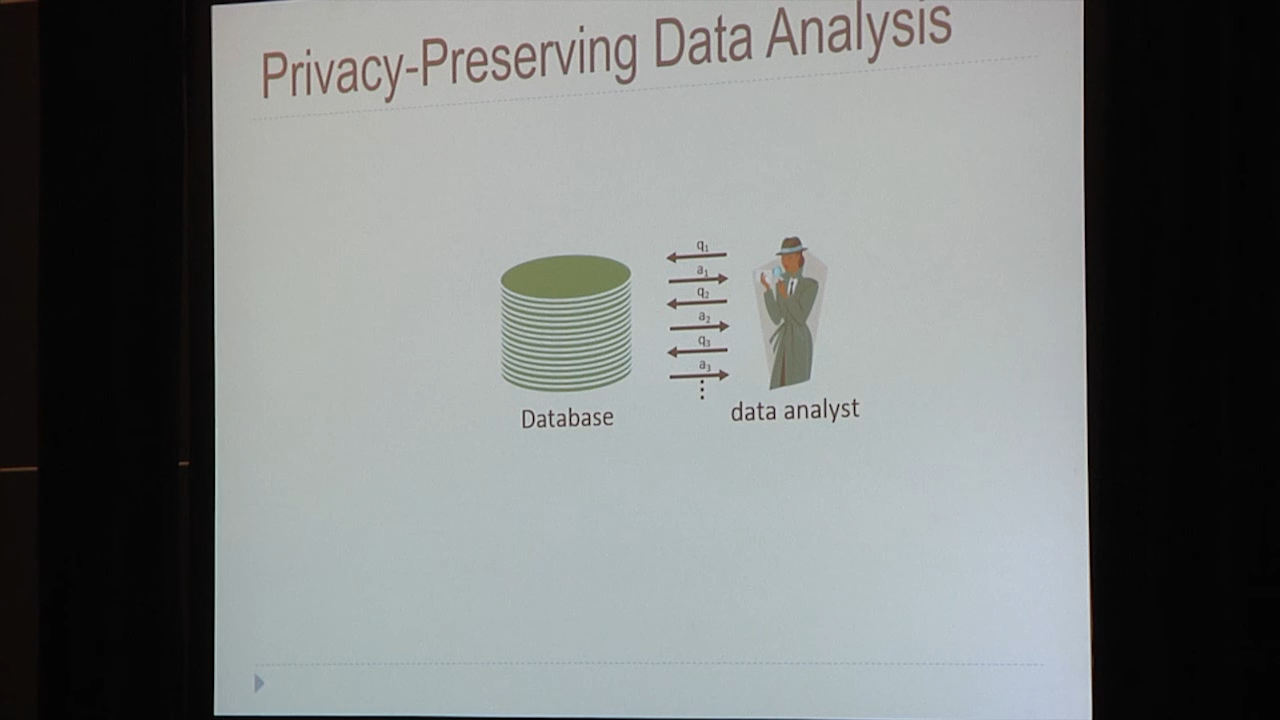 Privacy-Preserving Data Analysis
q₁
a₁
q₂
a₂
q₃
a₃
⋮
Database
data analyst